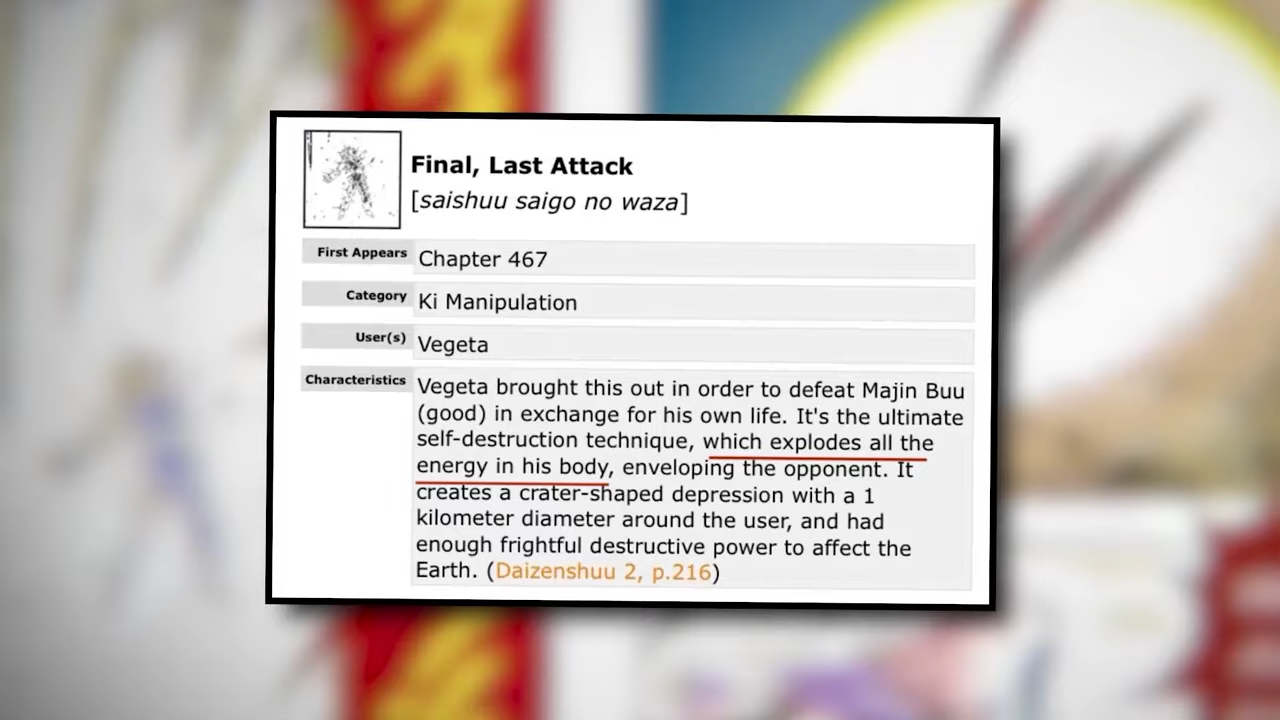 Final, Last Attack
[saishuu saigo no waza]
First Appears
Chapter 467
Category
Ki Manipulation
User(s)
Vegeta
Characteristics
Vegeta brought this out in order to defeat Majin Buu
(good) in exchange for his own life. It's the ultimate
self-destruction technique, which explodes all the
energy in his body, enveloping the opponent. It
creates a crater-shaped depression with a 1
kilometer diameter around the user, and had
enough frightful destructive power to affect the
Earth. (Daizenshuu 2, p.216)